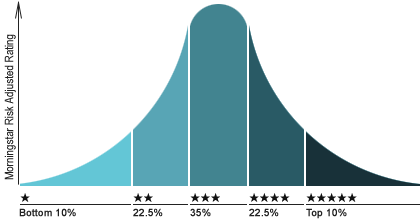 Morningstar Risk Adjusted Rating
★ ★★ ★★★ ★★★★ ★★★★★
Bottom 10% 22.5% 35% 22.5% Top 10%